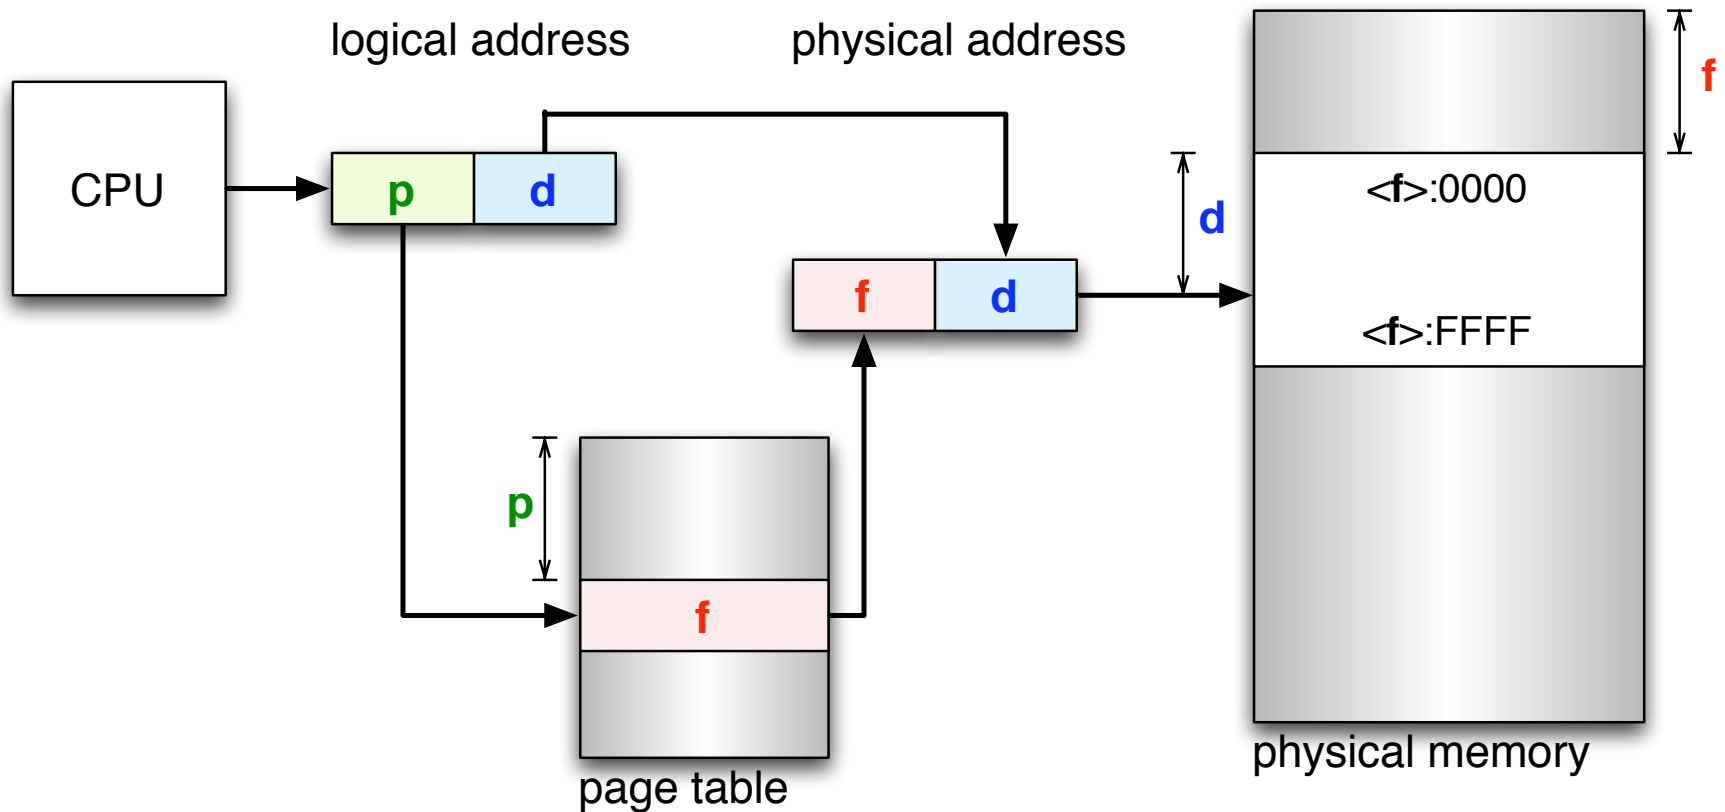 logical address
physical address
f
CPU
p
d
<f>:0000
d
f
d
<f>:FFFF
p
f
physical memory
page table